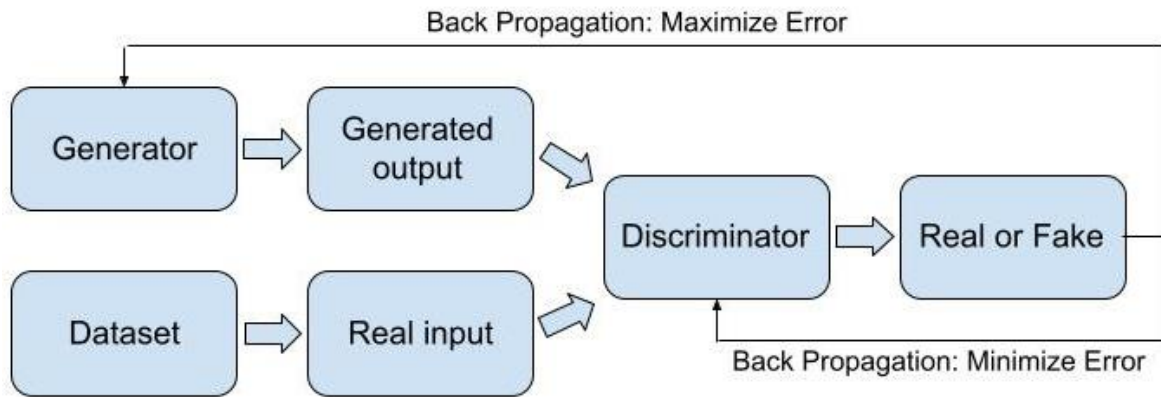 Back Propagation: Maximize Error
Generator
Generated
output
Discriminator
Real or Fake
Dataset
Real input
Back Propagation: Minimize Error